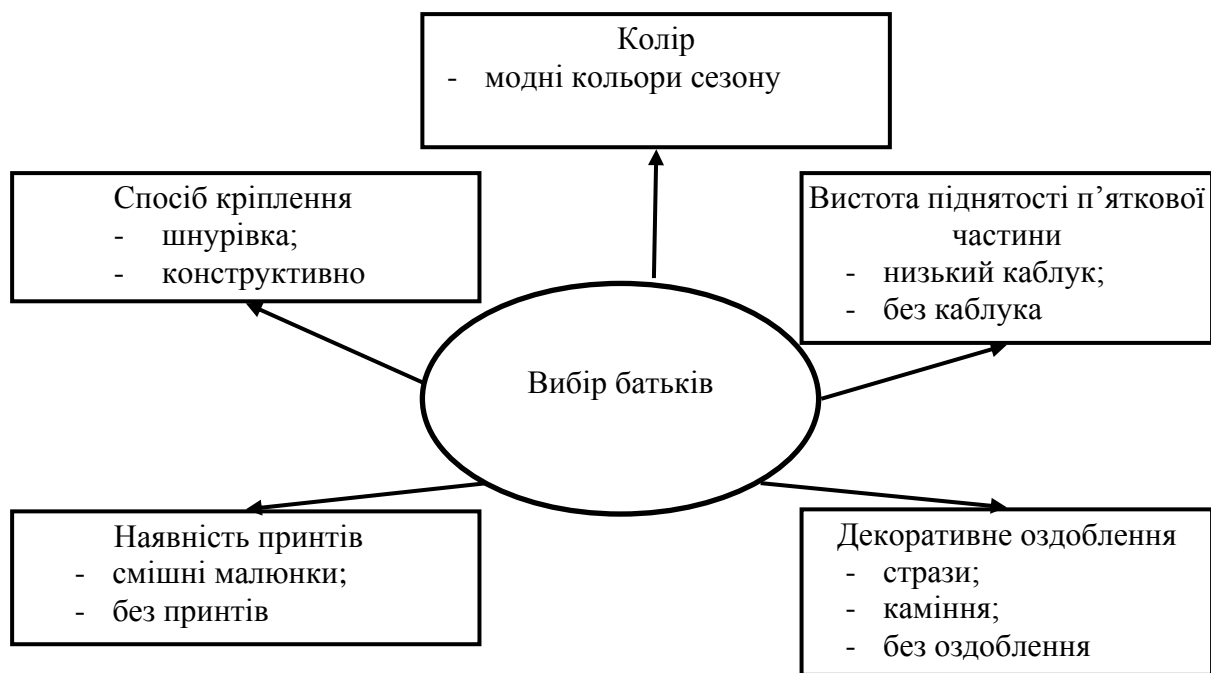 Колір
- модні кольори сезону
Спосіб кріплення
- шнурівка;
- конструктивно
Вистота піднятості п’яткової
частини
- низький каблук;
- без каблука
Вибір батьків
Наявність принтів
- смішні малюнки;
- без принтів
Декоративне оздоблення
- стрази;
- каміння;
- без оздоблення